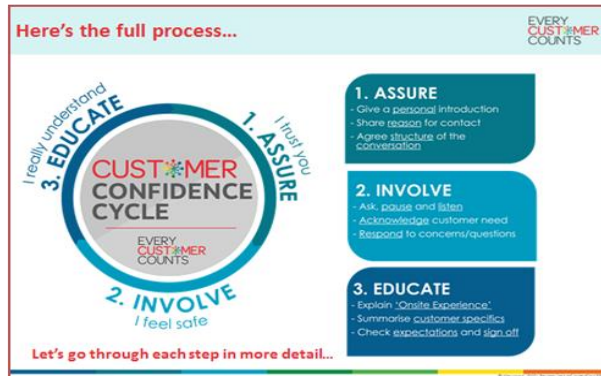 Here's the full process...
EVERY
CUSTOMER
COUNTS
I really understand
3. EDUCATE
1. ASSURE
I trust you
CUSTOMER
CONFIDENCE
CYCLE
EVERY
CUSTOMER
COUNTS
2. INVOLVE
I feel safe
1. ASSURE
- Give a personal introduction
- Share reason for contact
- Agree structure of the
conversation
2. INVOLVE
- Ask, pause and listen
- Acknowledge customer need
- Respond to concerns/questions
3. EDUCATE
- Explain 'Onsite Experience'
- Summarise customer specifics
- Check expectations and sign off
Let's go through each step in more detail...